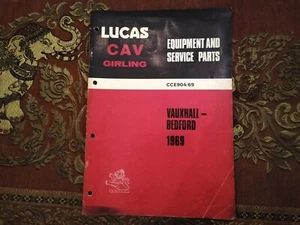 LUCAS
CAV
GIRLING
EQUIPMENT AND
SERVICE PARTS
CCE904/69
VAUXHALL –
BEDFORD
1969